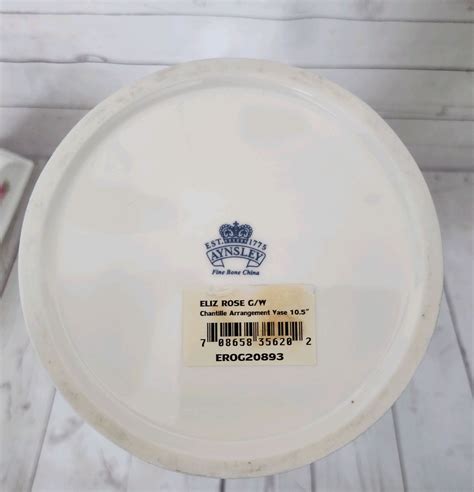 EST. 1775
AYNSLEY
Fine Bone China
ELIZ ROSE G/W
Chantille Arrangement Vase 10.5"
7 08658 35620 2
EROG20893